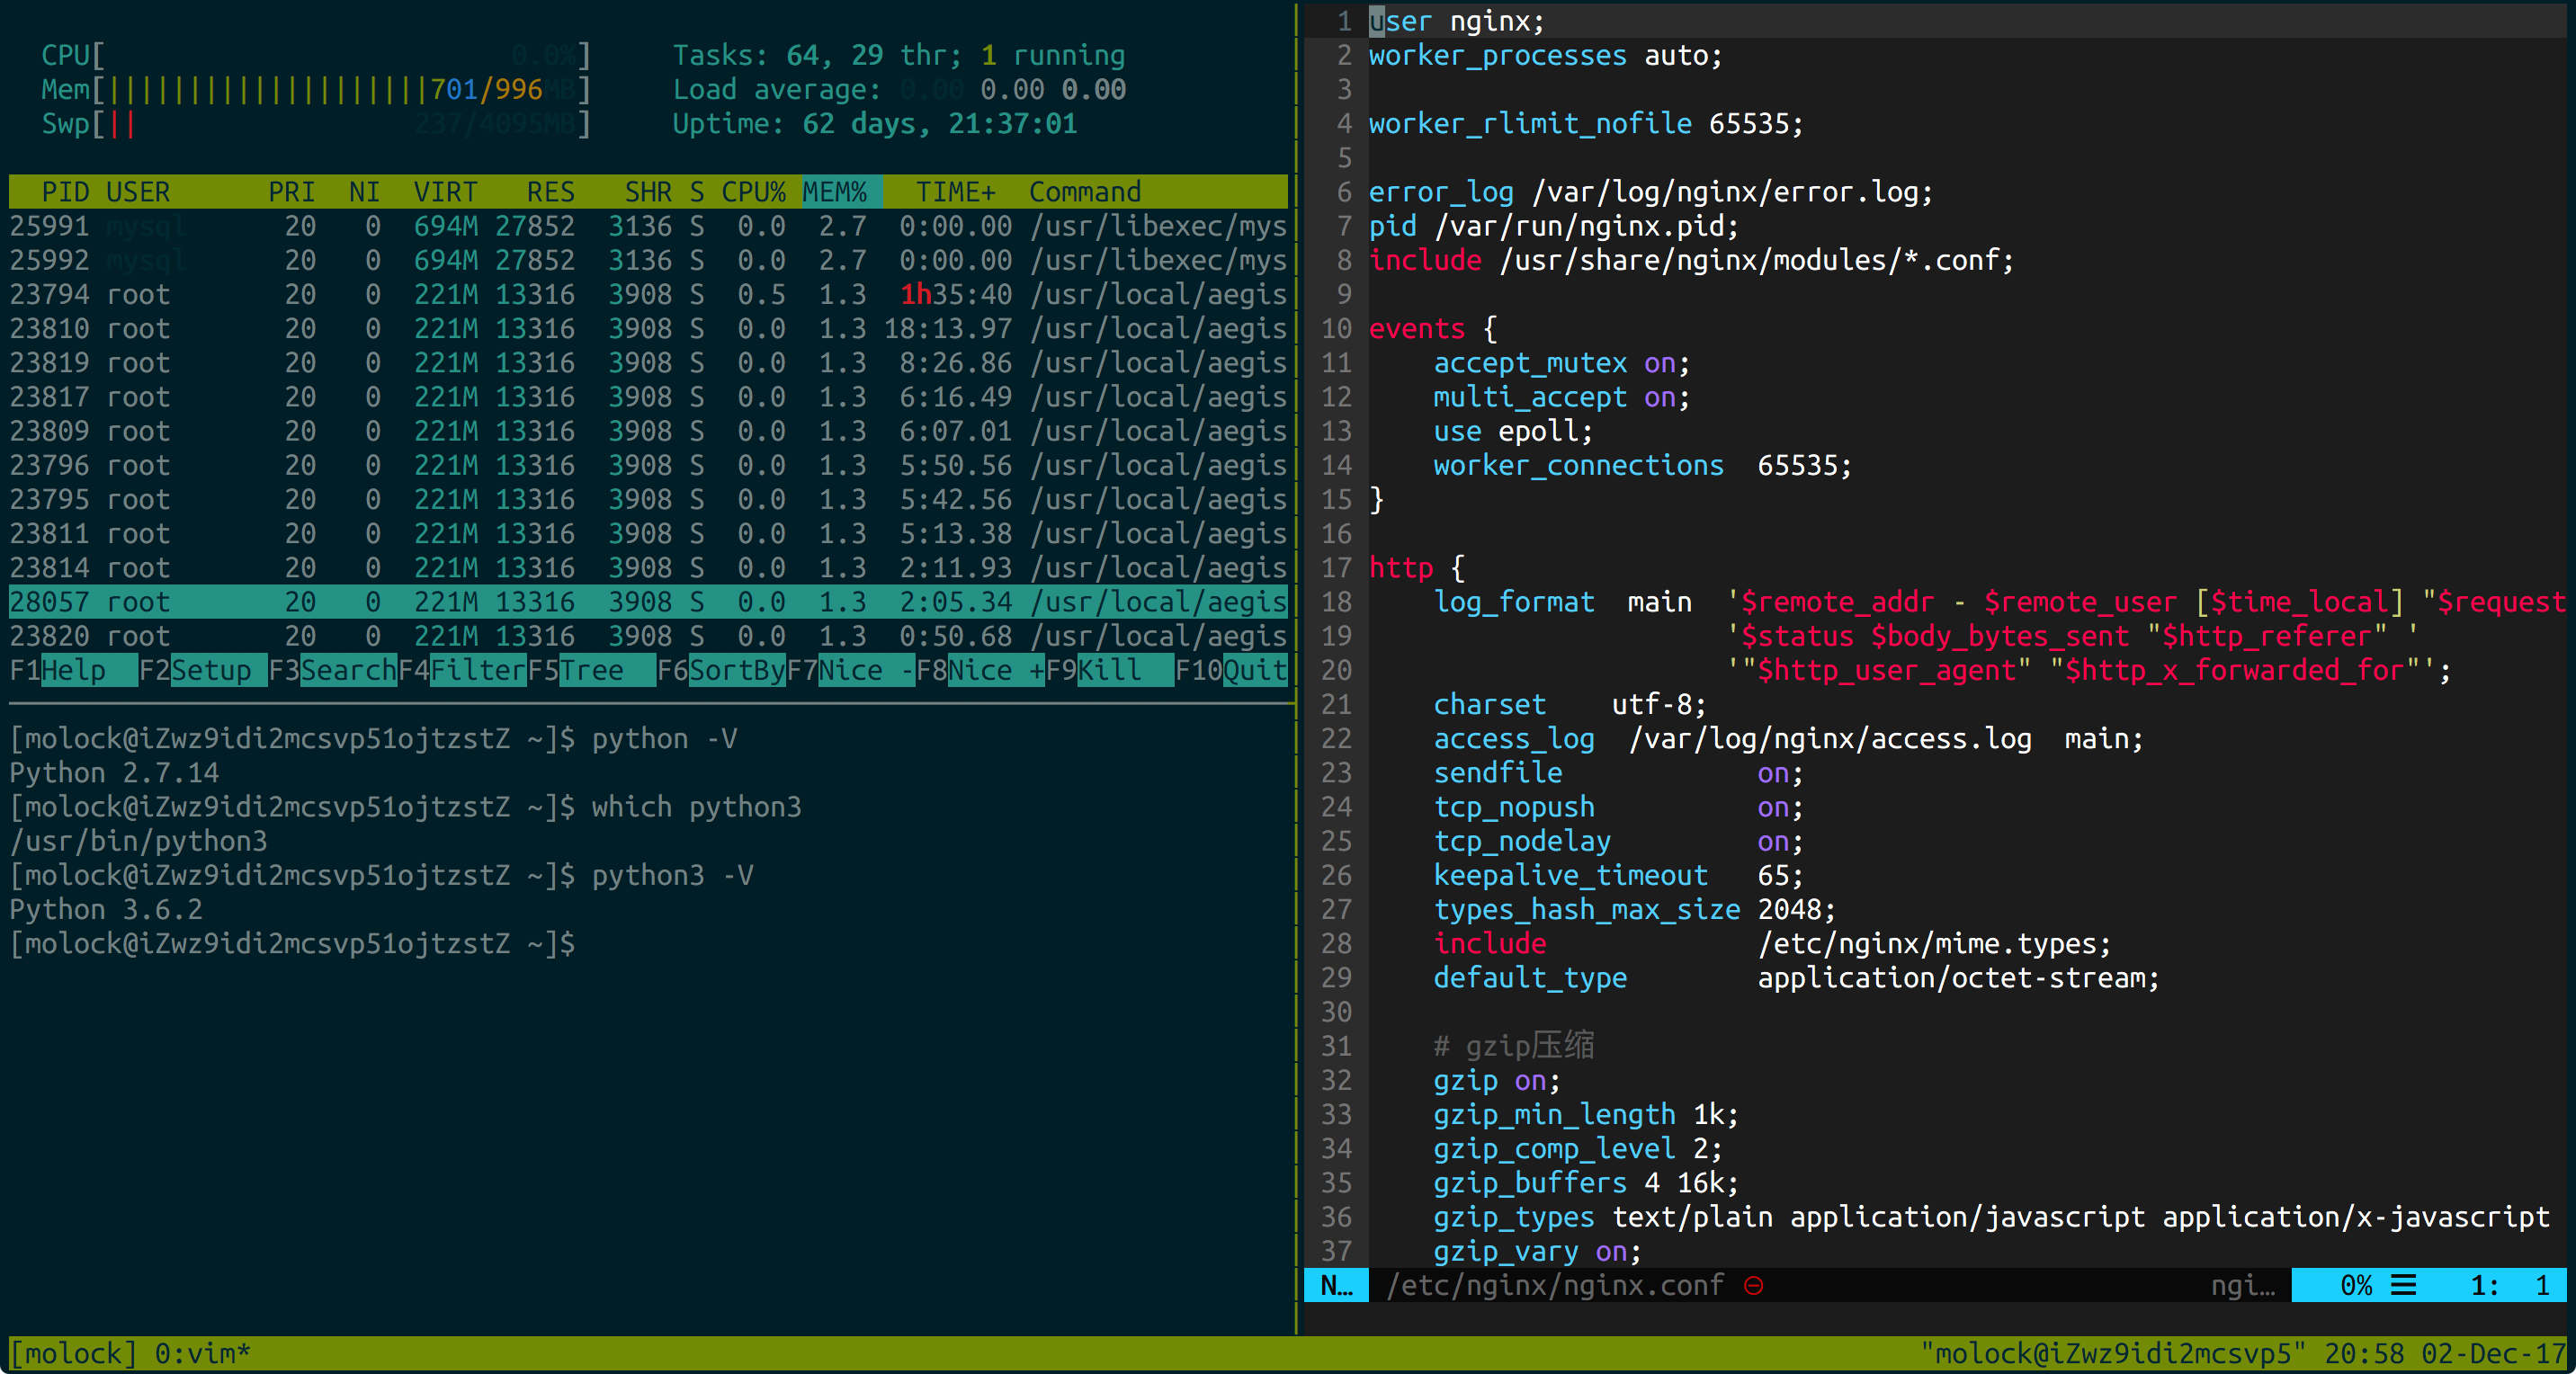 CPU[ 0.0%]
Mem[||||||||||||||||||||701/996MB]
Swp[|| 237/4095MB]
Tasks: 64, 29 thr; 1 running
Load average: 0.00 0.00 0.00
Uptime: 62 days, 21:37:01
PID USER PRI NI VIRT RES SHR S CPU% MEM% TIME+ Command
25991 mysql 20 0 694M 27852 3136 S 0.0 2.7 0:00.00 /usr/libexec/mys
25992 mysql 20 0 694M 27852 3136 S 0.0 2.7 0:00.00 /usr/libexec/mys
23794 root 20 0 221M 13316 3908 S 0.5 1.3 1h35:40 /usr/local/aegis
23810 root 20 0 221M 13316 3908 S 0.0 1.3 18:13.97 /usr/local/aegis
23819 root 20 0 221M 13316 3908 S 0.0 1.3 8:26.86 /usr/local/aegis
23817 root 20 0 221M 13316 3908 S 0.0 1.3 6:16.49 /usr/local/aegis
23809 root 20 0 221M 13316 3908 S 0.0 1.3 6:07.01 /usr/local/aegis
23796 root 20 0 221M 13316 3908 S 0.0 1.3 5:50.56 /usr/local/aegis
23795 root 20 0 221M 13316 3908 S 0.0 1.3 5:42.56 /usr/local/aegis
23811 root 20 0 221M 13316 3908 S 0.0 1.3 5:13.38 /usr/local/aegis
23814 root 20 0 221M 13316 3908 S 0.0 1.3 2:11.93 /usr/local/aegis
28057 root 20 0 221M 13316 3908 S 0.0 1.3 2:05.34 /usr/local/aegis
23820 root 20 0 221M 13316 3908 S 0.0 1.3 0:50.68 /usr/local/aegis
F1Help F2Setup F3SearchF4FilterF5Tree F6SortByF7Nice -F8Nice +F9Kill F10Quit
[molock@iZwz9idi2mcsvp51ojtzstZ ~]$ python -V
Python 2.7.14
[molock@iZwz9idi2mcsvp51ojtzstZ ~]$ which python3
/usr/bin/python3
[molock@iZwz9idi2mcsvp51ojtzstZ ~]$ python3 -V
Python 3.6.2
[molock@iZwz9idi2mcsvp51ojtzstZ ~]$
1 user nginx;
2 worker_processes auto;
3
4 worker_rlimit_nofile 65535;
5
6 error_log /var/log/nginx/error.log;
7 pid /var/run/nginx.pid;
8 include /usr/share/nginx/modules/*.conf;
9
10 events {
11 accept_mutex on;
12 multi_accept on;
13 use epoll;
14 worker_connections 65535;
15 }
16
17 http {
18 log_format main '$remote_addr - $remote_user [$time_local] "$request
19 '$status $body_bytes_sent "$http_referer" '
20 '"$http_user_agent" "$http_x_forwarded_for"';
21 charset utf-8;
22 access_log /var/log/nginx/access.log main;
23 sendfile on;
24 tcp_nopush on;
25 tcp_nodelay on;
26 keepalive_timeout 65;
27 types_hash_max_size 2048;
28 include /etc/nginx/mime.types;
29 default_type application/octet-stream;
30
31 # gzip压缩
32 gzip on;
33 gzip_min_length 1k;
34 gzip_comp_level 2;
35 gzip_buffers 4 16k;
36 gzip_types text/plain application/javascript application/x-javascript
37 gzip_vary on;
N… /etc/nginx/nginx.conf ⊖ ngi… 0% ☰ 1: 1
[molock] 0:vim* "molock@iZwz9idi2mcsvp5" 20:58 02-Dec-17